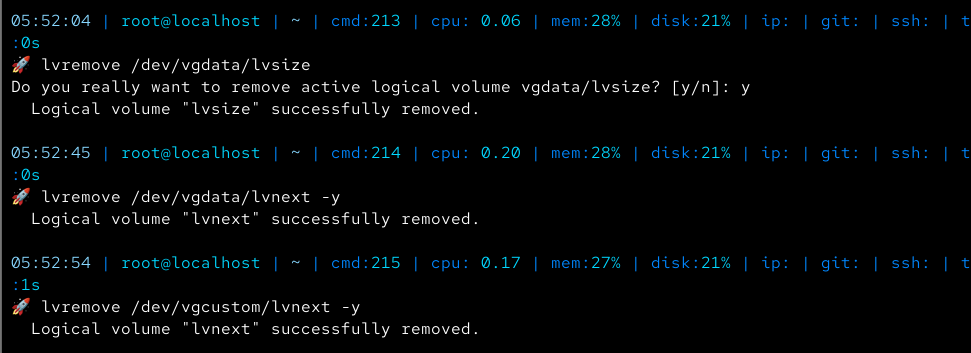 05:52:04 | root@localhost | ~ | cmd:213 | cpu: 0.06 | mem:28% | disk:21% | ip: | git: | ssh: | t
:0s
🚀 lvremove /dev/vgdata/lvsize
Do you really want to remove active logical volume vgdata/lvsize? [y/n]: y
  Logical volume "lvsize" successfully removed.
05:52:45 | root@localhost | ~ | cmd:214 | cpu: 0.20 | mem:28% | disk:21% | ip: | git: | ssh: | t
:0s
🚀 lvremove /dev/vgdata/lvnext -y
  Logical volume "lvnext" successfully removed.
05:52:54 | root@localhost | ~ | cmd:215 | cpu: 0.17 | mem:27% | disk:21% | ip: | git: | ssh: | t
:1s
🚀 lvremove /dev/vgcustom/lvnext -y
  Logical volume "lvnext" successfully removed.